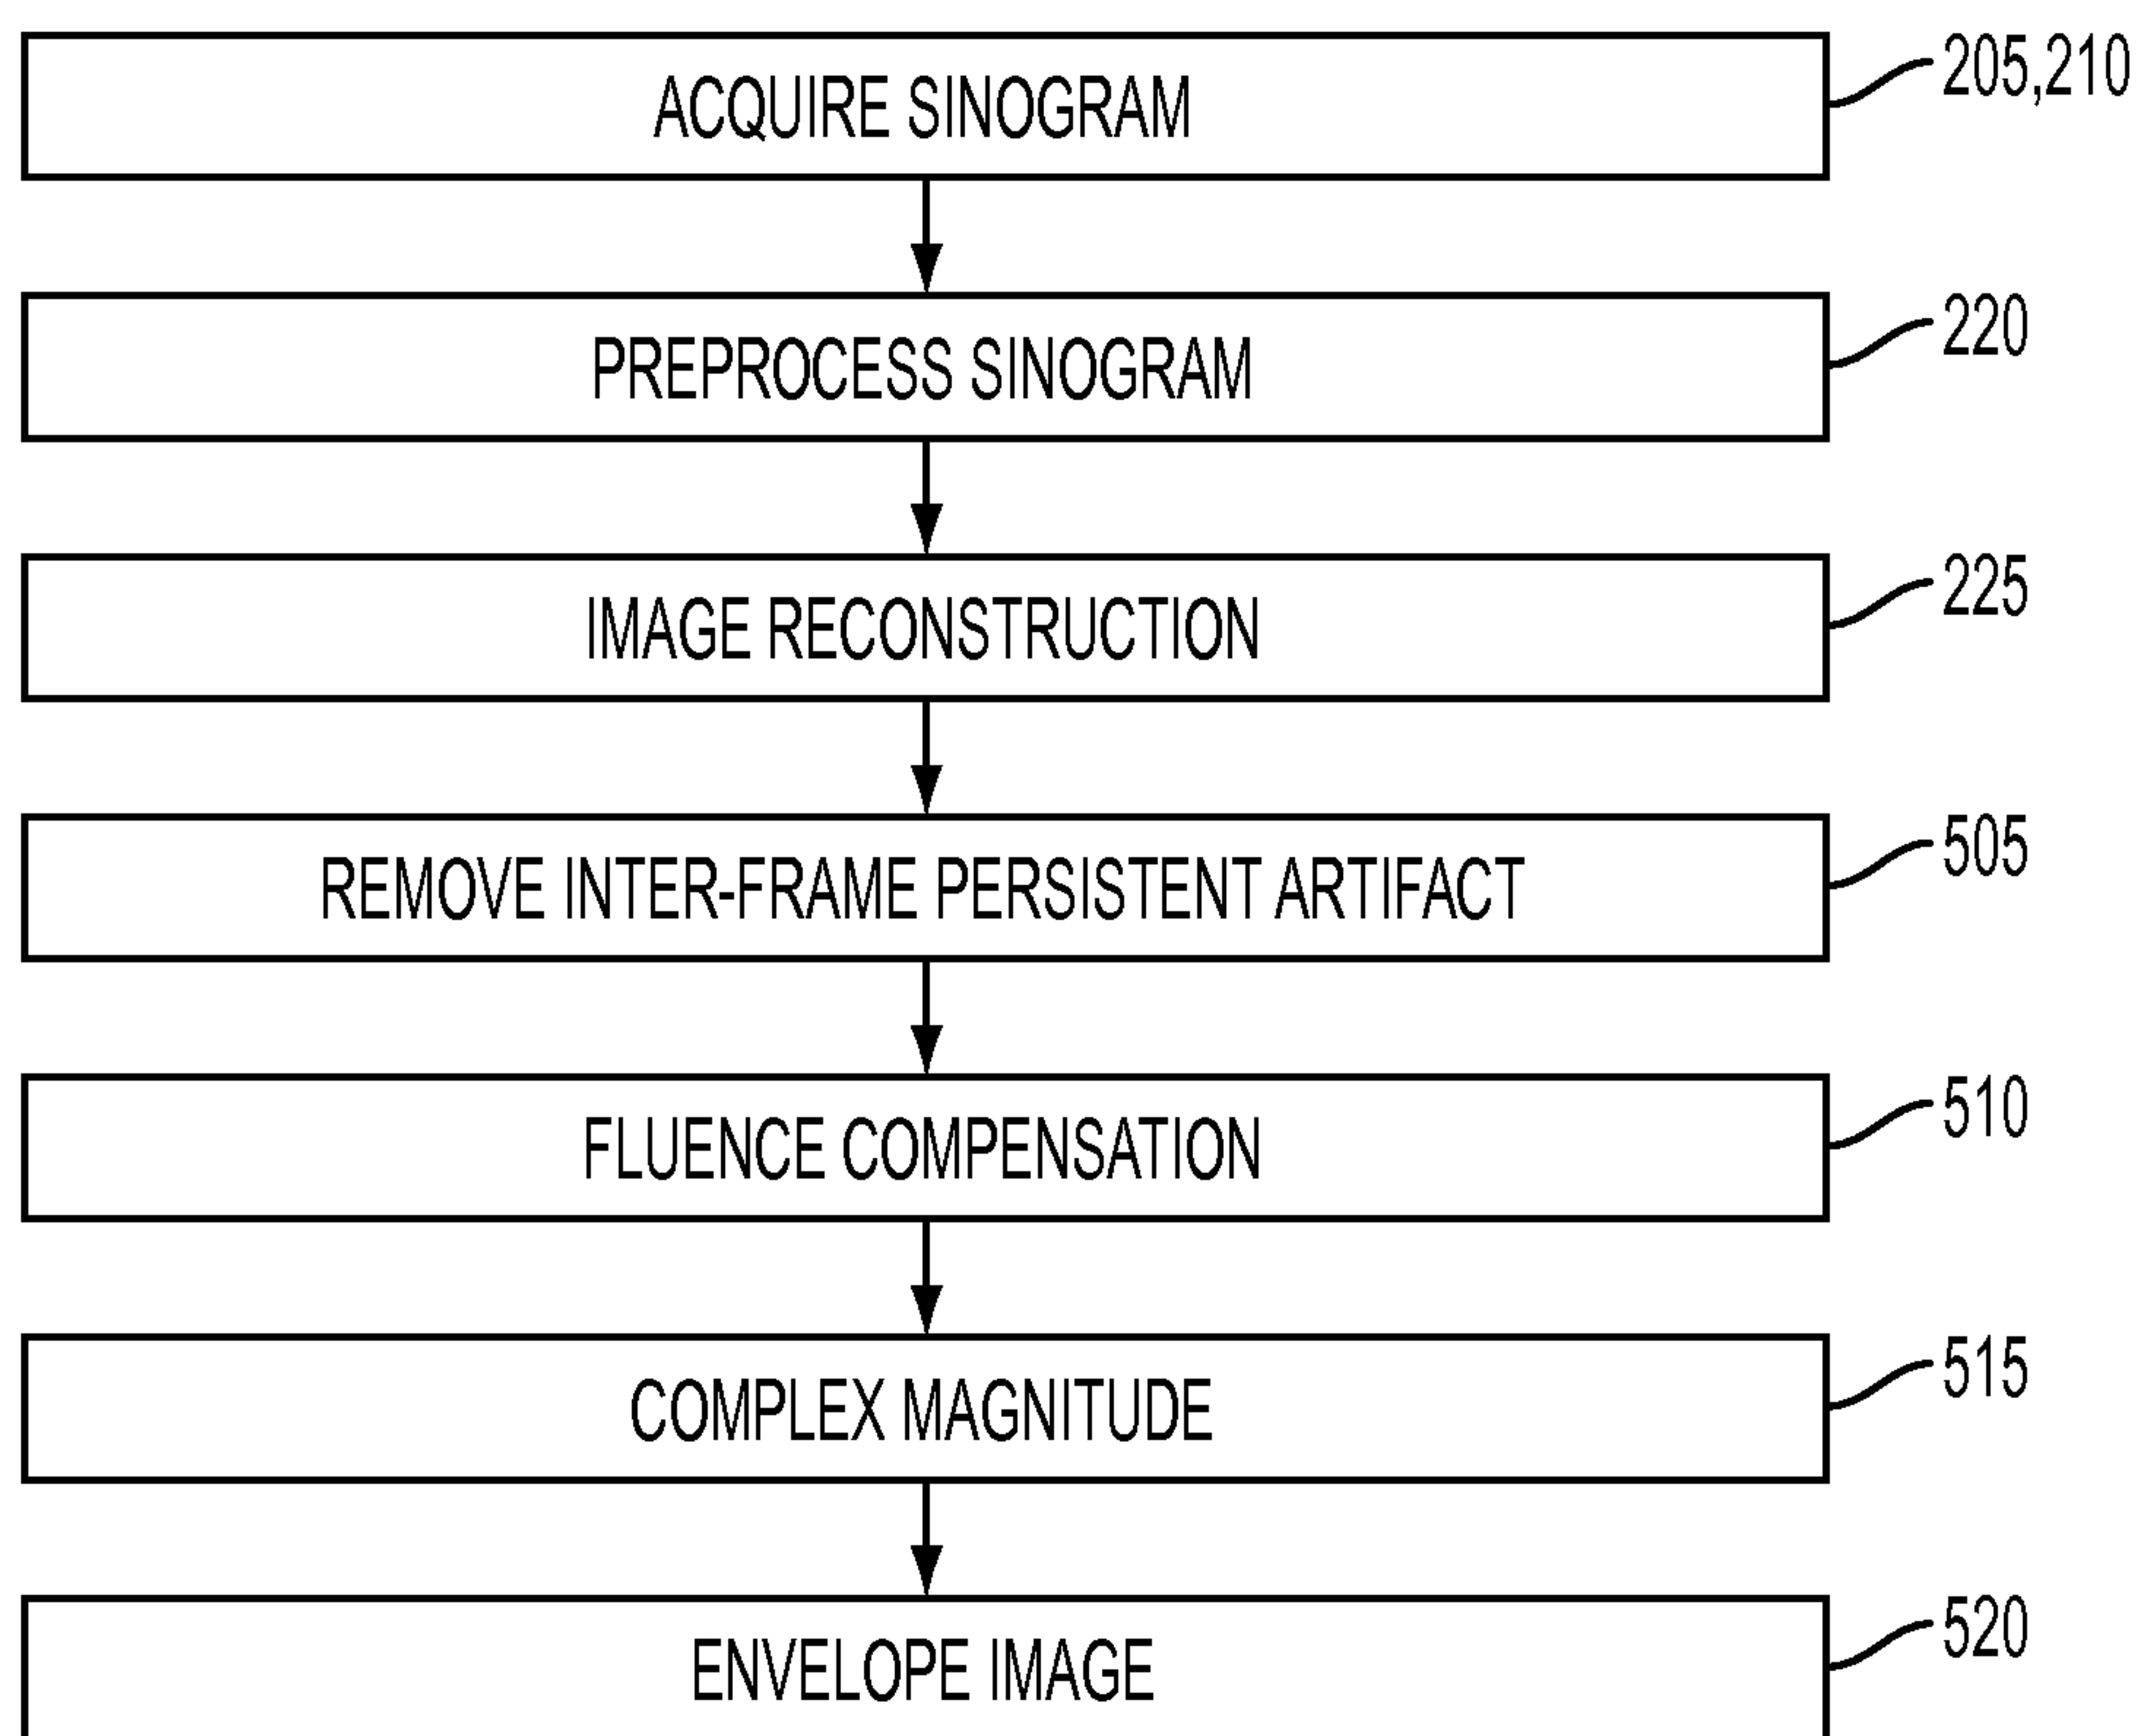 ACQUIRE SINOGRAM
205,210
PREPROCESS SINOGRAM
220
IMAGE RECONSTRUCTION
225
REMOVE INTER-FRAME PERSISTENT ARTIFACT
505
FLUENCE COMPENSATION
510
COMPLEX MAGNITUDE
515
ENVELOPE IMAGE
520